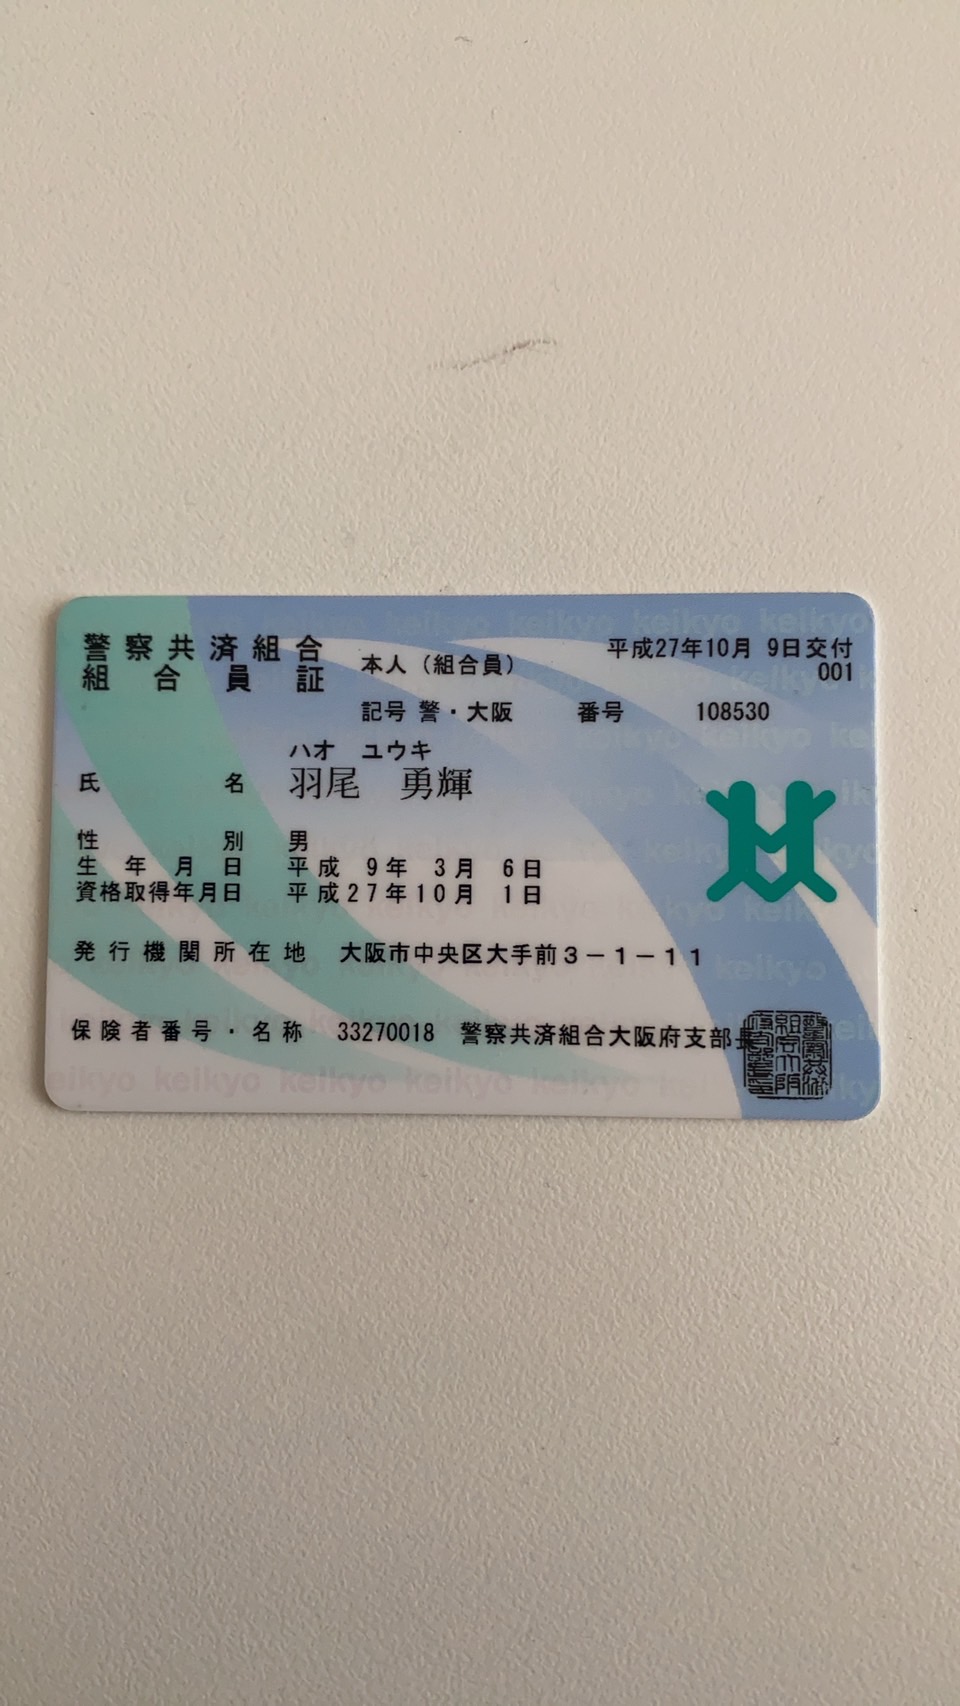 警察共済組合
組合員証
本人（組合員）
平成27年10月 9日交付
001
記号 警・大阪 番号 108530
ハオ ユウキ
氏名 羽尾 勇輝
性別 男
生年月日 平成 9年 3月 6日
資格取得年月日 平成27年10月 1日
発行機関所在地 大阪市中央区大手前3－1－11
保険者番号・名称 33270018 警察共済組合大阪府支部長
keikyo keikyo keikyo keikyo